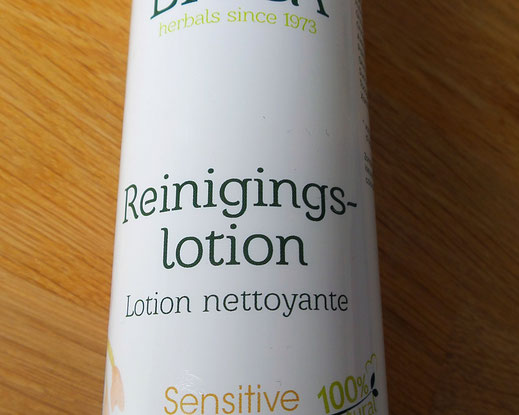 herbals since 1973
Reinigings-
lotion
Lotion nettoyante
Sensitive
100%